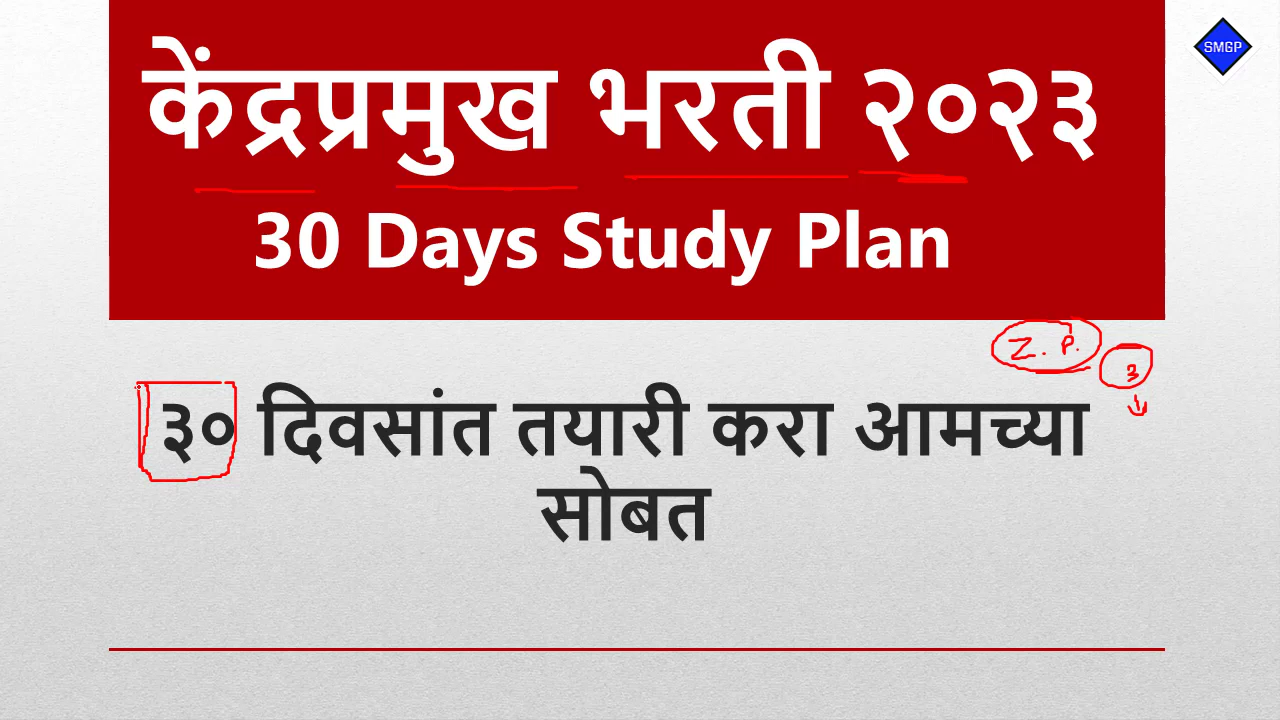 SMGP
केंद्रप्रमुख भरती २०२३
30 Days Study Plan
Z. P.
3
३० दिवसांत तयारी करा आमच्या
सोबत